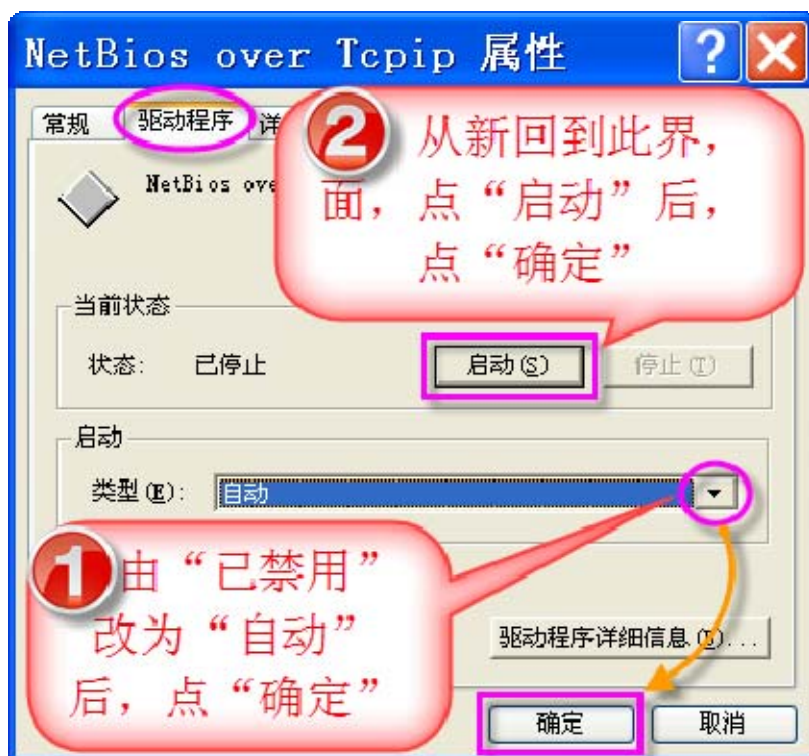 NetBios over Tcpip 属性
常规 驱动程序 详
NetBios ove
2 从新回到此界，
面，点“启动”后，
点“确定”
当前状态
状态: 已停止 启动(S) 停止(T)
启动
类型(E): 自动
1 由“已禁用”
改为“自动”
后，点“确定”
驱动程序详细信息(D)...
确定 取消